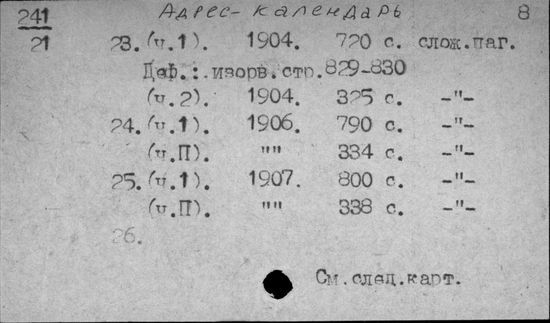 241 Адрес-календарь 8
21 23. (ч.1). 1904. 720 с. слож.паг.
Деф.:.изорв.стр.829-830
(ч.2). 1904. 325 с. -"-
24. (ч.1). 1906. 790 с. -"-
(ч.П). "" 334 с. -"-
25. (ч.1). 1907. 800 с. -"-
(ч.П). "" 338 с. -"-
26.
См.след.карт.